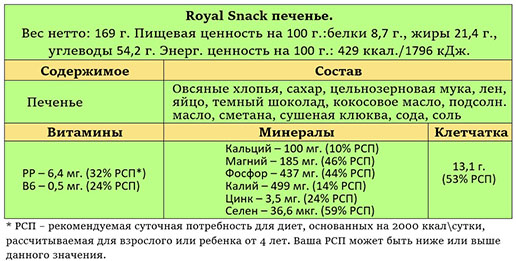 Royal Snack печенье.
Вес нетто: 169 г. Пищевая ценность на 100 г.:белки 8,7 г., жиры 21,4 г.,
углеводы 54,2 г. Энерг. ценность на 100 г.: 429 ккал./1796 кДж.
Содержимое Состав
Печенье
Овсяные хлопья, сахар, цельнозерновая мука, лен,
яйцо, темный шоколад, кокосовое масло, подсолн.
масло, сметана, сушеная клюква, сода, соль
Витамины Минералы Клетчатка
РР – 6,4 мг. (32% РСП*)
В6 – 0,5 мг. (24% РСП)
Кальций – 100 мг. (10% РСП)
Магний – 185 мг. (46% РСП)
Фосфор – 437 мг. (44% РСП)
Калий – 499 мг. (14% РСП)
Цинк – 3,5 мг. (24% РСП)
Селен – 36,6 мкг. (59% РСП)
13,1 г.
(53% РСП)
* РСП – рекомендуемая суточная потребность для диет, основанных на 2000 ккал\сутки,
рассчитываемая для взрослого или ребенка от 4 лет. Ваша РСП может быть ниже или выше
данного значения.